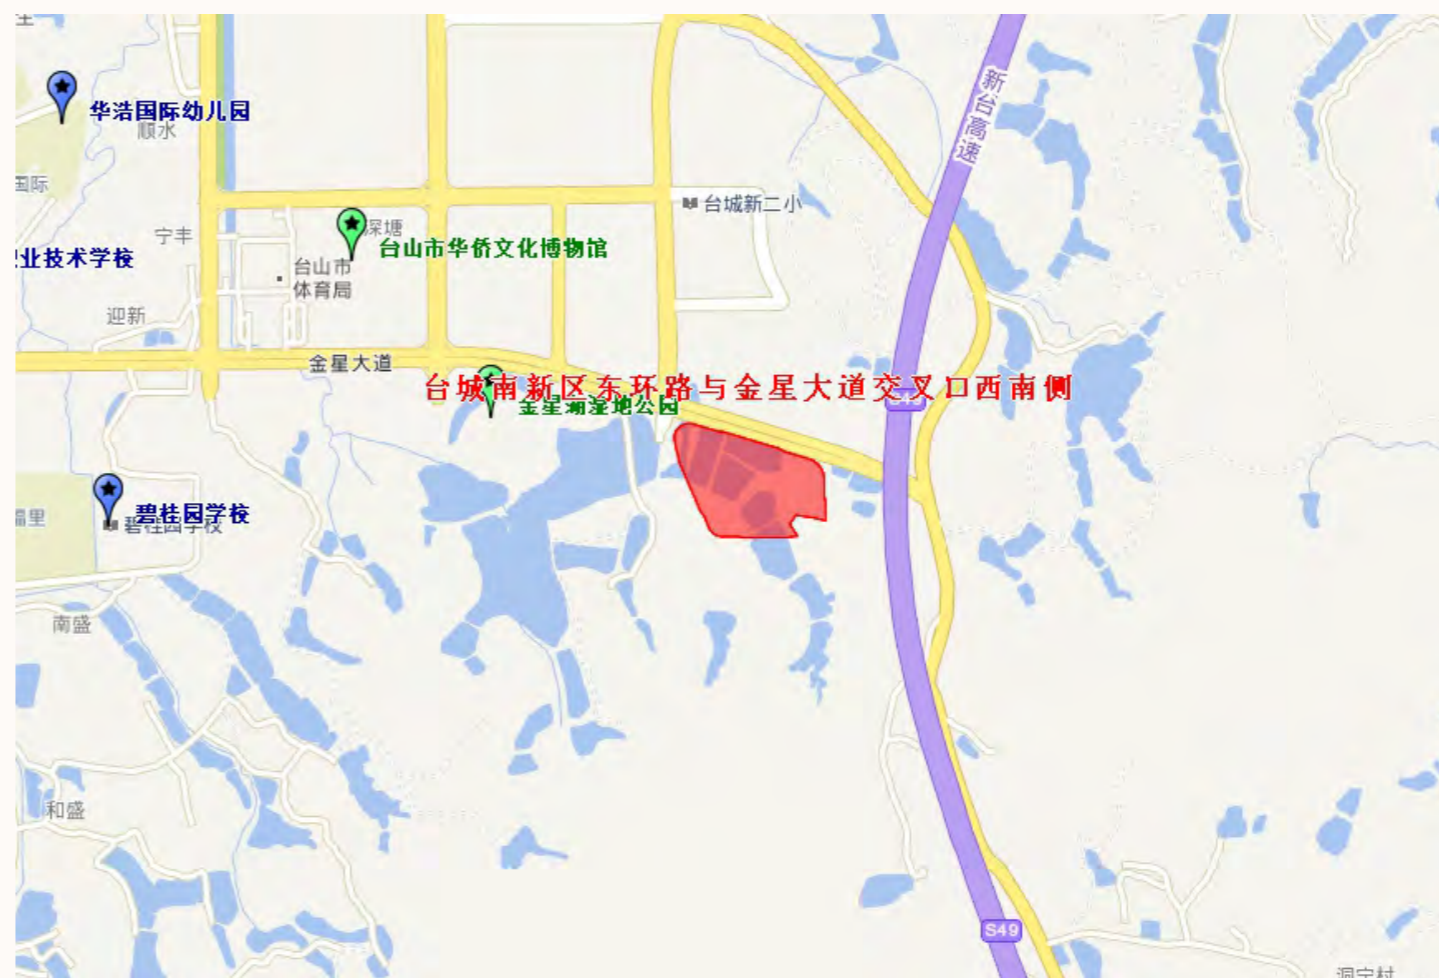 新台高速
华浩国际幼儿园
顺水
国际
台城新二小
深塘
宁丰
台山市华侨文化博物馆
业技术学校
台山市
体育局
迎新
金星大道
台城南新区东环路与金星大道交叉口西南侧
金星湖湿地公园
碧桂园学校
碧桂园学校
福里
南盛
和盛
S49
洞宁村